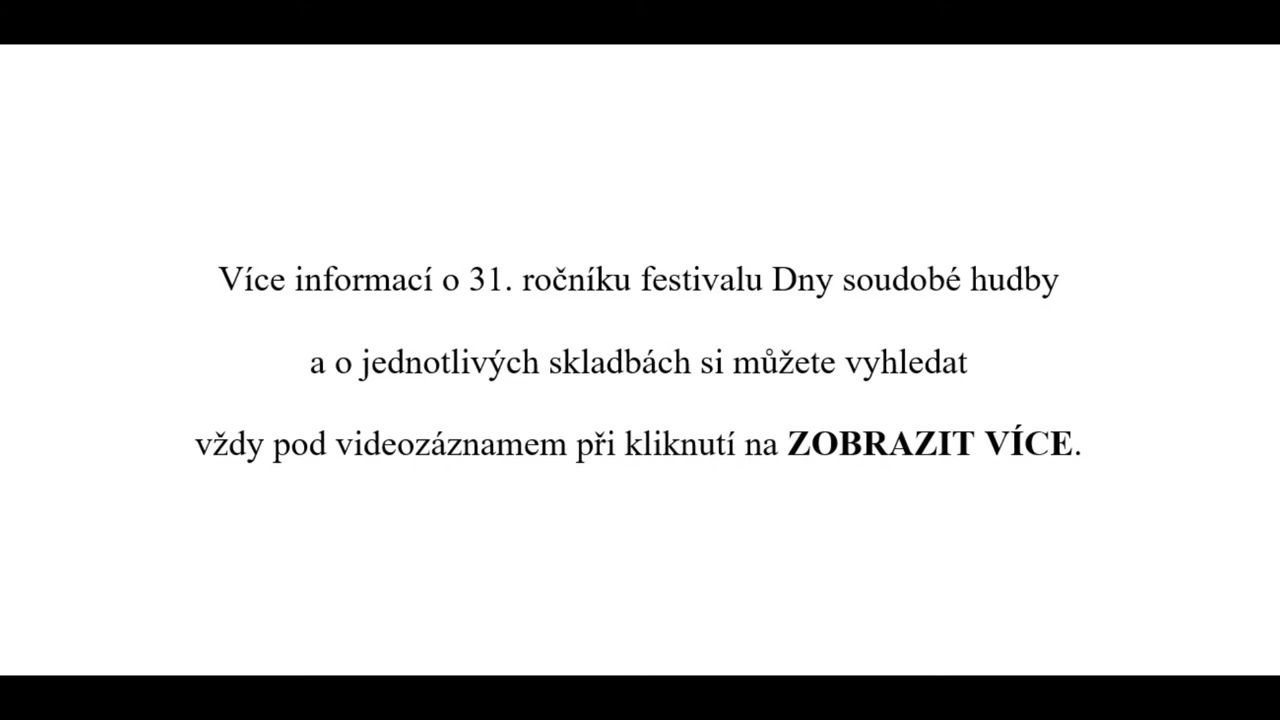 Více informací o 31. ročníku festivalu Dny soudobé hudby
a o jednotlivých skladbách si můžete vyhledat
vždy pod videozáznamem při kliknutí na ZOBRAZIT VÍCE.